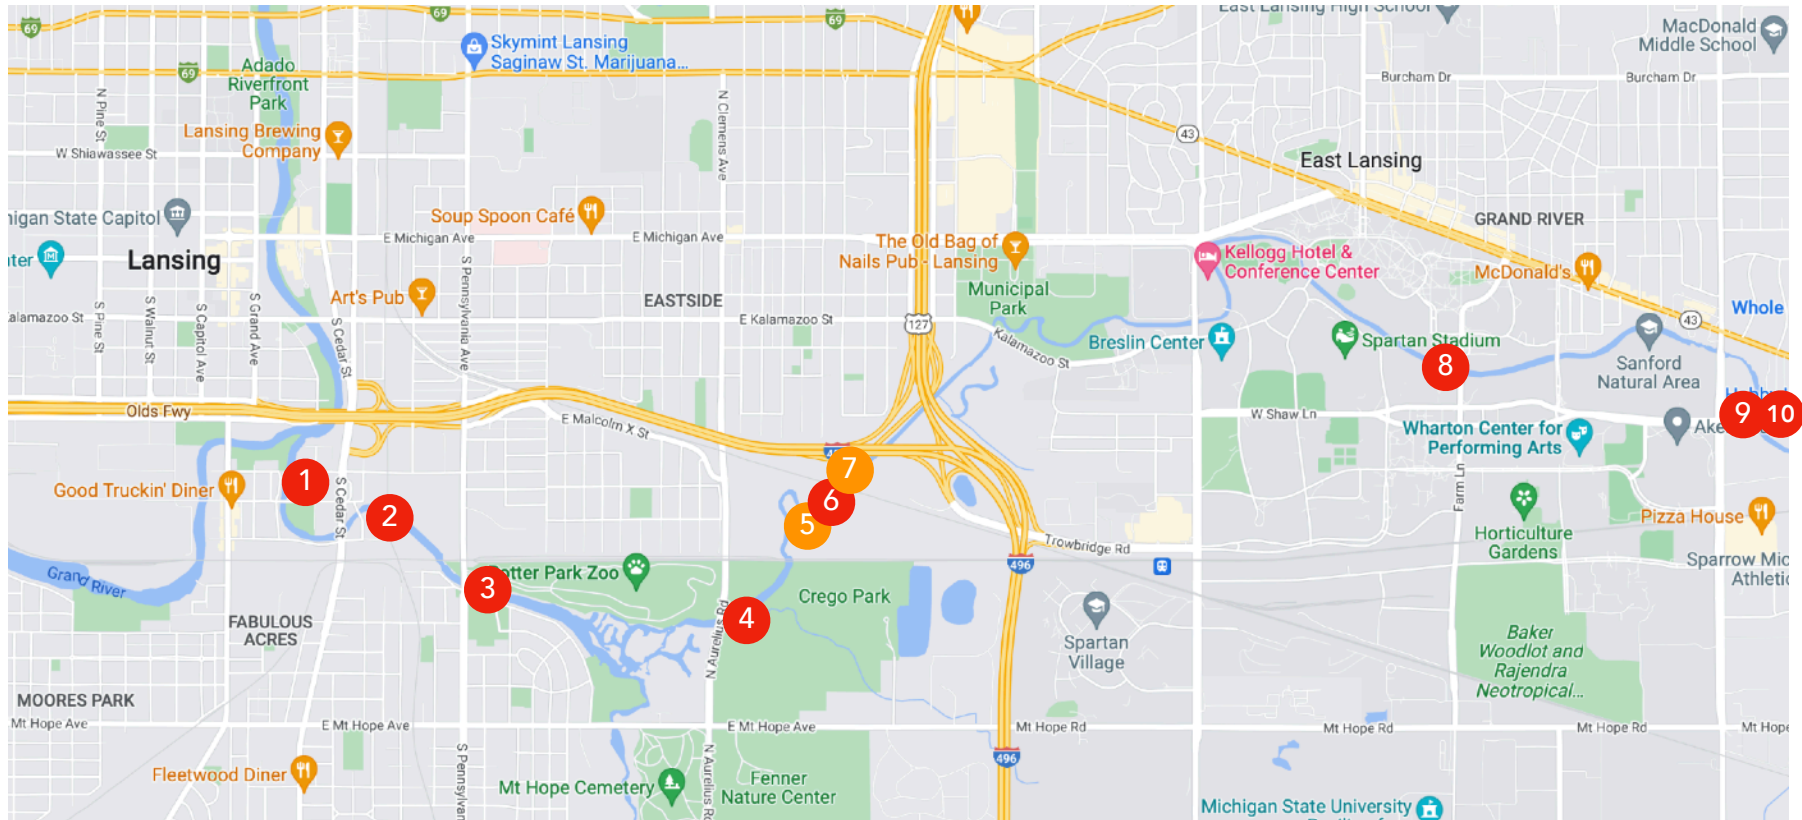 69
69
69
69
East Lansing High School
MacDonald
Middle School
Skymint Lansing
Saginaw St. Marijuana...
Adado
Riverfront
Park
Burcham Dr
Burcham Dr
N Pine St
N Clemens Ave
Lansing Brewing
Company
43
W Shiawassee St
East Lansing
higan State Capitol
Soup Spoon Café
GRAND RIVER
E Michigan Ave
E Michigan Ave
The Old Bag of
Nails Pub - Lansing
Kellogg Hotel &
Conference Center
Lansing
ter
McDonald's
Art's Pub
EASTSIDE
Municipal
Park
S Pine St
S Walnut St
S Capitol Ave
S Grand Ave
S Cedar St
S Pennsylvania Ave
Whole
alamazoo St
E Kalamazoo St
127
43
Kalamazoo St
Breslin Center
Spartan Stadium
8
Sanford
Natural Area
Olds Fwy
E Malcolm X St
W Shaw Ln
Ake
9
10
Wharton Center for
Performing Arts
7
1
Good Truckin' Diner
S Cedar St
2
6
5
Farm Ln
Pizza House
Horticulture
Gardens
Trowbridge Rd
496
Sparrow Mic
Athletic
Grand River
3
otter Park Zoo
4
Crego Park
N Aurelius Rd
FABULOUS
ACRES
Spartan
Village
Baker
Woodlot and
Rajendra
Neotropical...
MOORES PARK
Mt Hope Ave
E Mt Hope Ave
E Mt Hope Ave
Mt Hope Rd
Mt Hope Rd
Mt Hope Rd
Mt Hope
496
S Pennsylvan
N Aurelius Rd
Fleetwood Diner
Mt Hope Cemetery
Fenner
Nature Center
Michigan State University